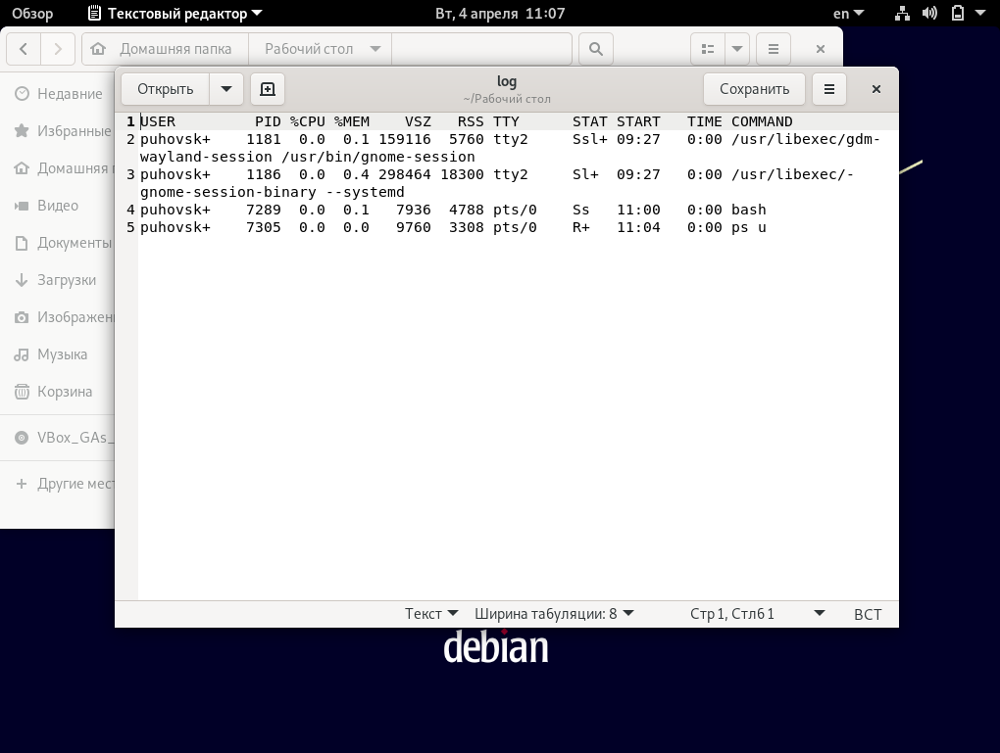 Обзор Текстовый редактор Вт, 4 апреля 11:07 en
Домашняя папка Рабочий стол
Открыть log Сохранить
~/Рабочий стол
Недавние
Избранные
Домашняя п
Видео
Документы
Загрузки
Изображен
Музыка
Корзина
VBox_GAs_
Другие мест
1 USER PID %CPU %MEM VSZ RSS TTY STAT START TIME COMMAND
2 puhovsk+ 1181 0.0 0.1 159116 5760 tty2 Ssl+ 09:27 0:00 /usr/libexec/gdm-
wayland-session /usr/bin/gnome-session
3 puhovsk+ 1186 0.0 0.4 298464 18300 tty2 Sl+ 09:27 0:00 /usr/libexec/-
gnome-session-binary --systemd
4 puhovsk+ 7289 0.0 0.1 7936 4788 pts/0 Ss 11:00 0:00 bash
5 puhovsk+ 7305 0.0 0.0 9760 3308 pts/0 R+ 11:04 0:00 ps u
Текст Ширина табуляции: 8 Стр 1, Стлб 1 ВСТ
debian